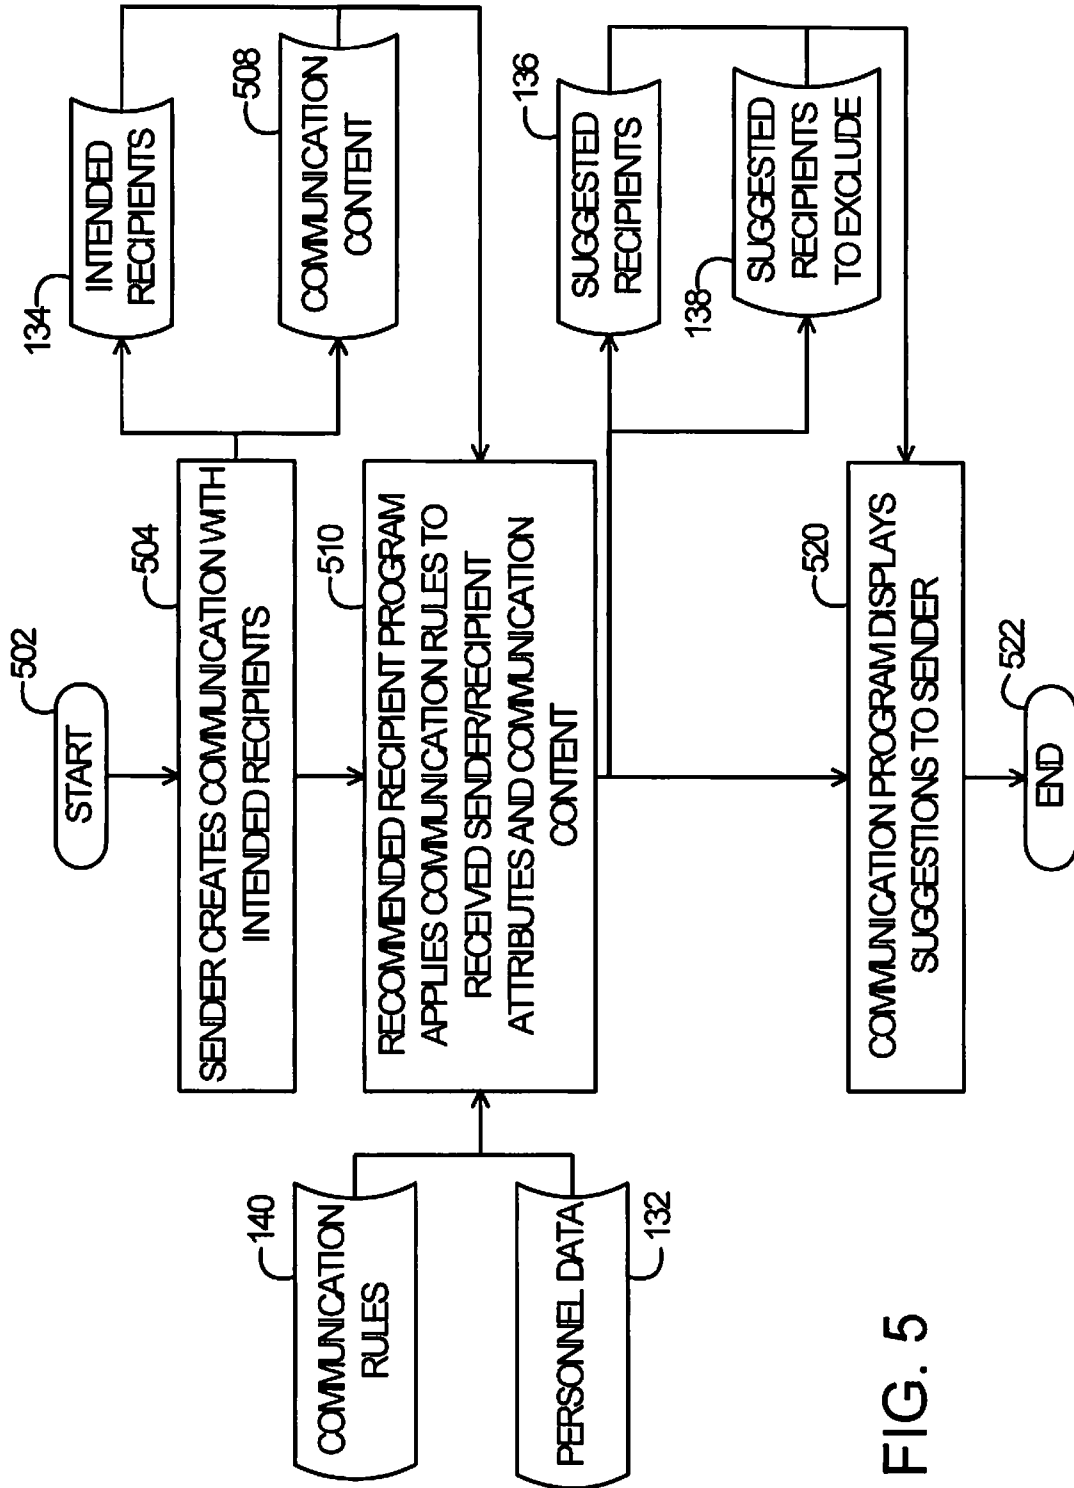 502
START
504
SENDER CREATES COMMUNICATION WITH
INTENDED RECIPIENTS
134
INTENDED
RECIPIENTS
508
COMMUNICATION
CONTENT
140
COMMUNICATION
RULES
132
PERSONNEL DATA
510
RECOMMENDED RECIPIENT PROGRAM
APPLIES COMMUNICATION RULES TO
RECEIVED SENDER/RECIPIENT
ATTRIBUTES AND COMMUNICATION
CONTENT
136
SUGGESTED
RECIPIENTS
138
SUGGESTED
RECIPIENTS
TO EXCLUDE
520
COMMUNICATION PROGRAM DISPLAYS
SUGGESTIONS TO SENDER
522
END
FIG. 5